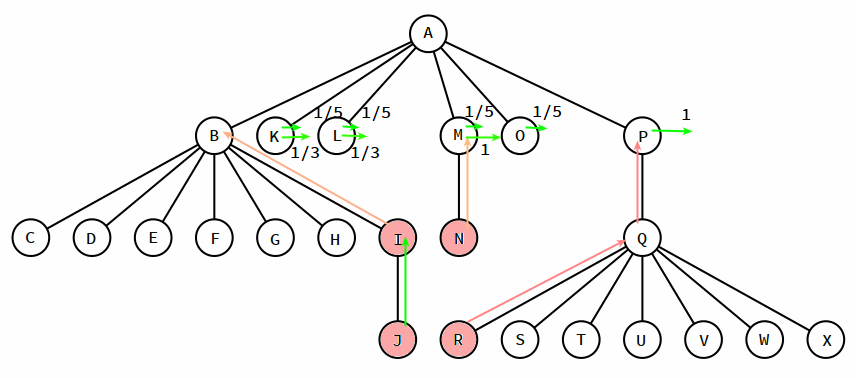 A
1/5 1/5 1/5 1/5 1
B K L M O P
1/3 1/3 1
C D E F G H I N Q
J R S T U V W X